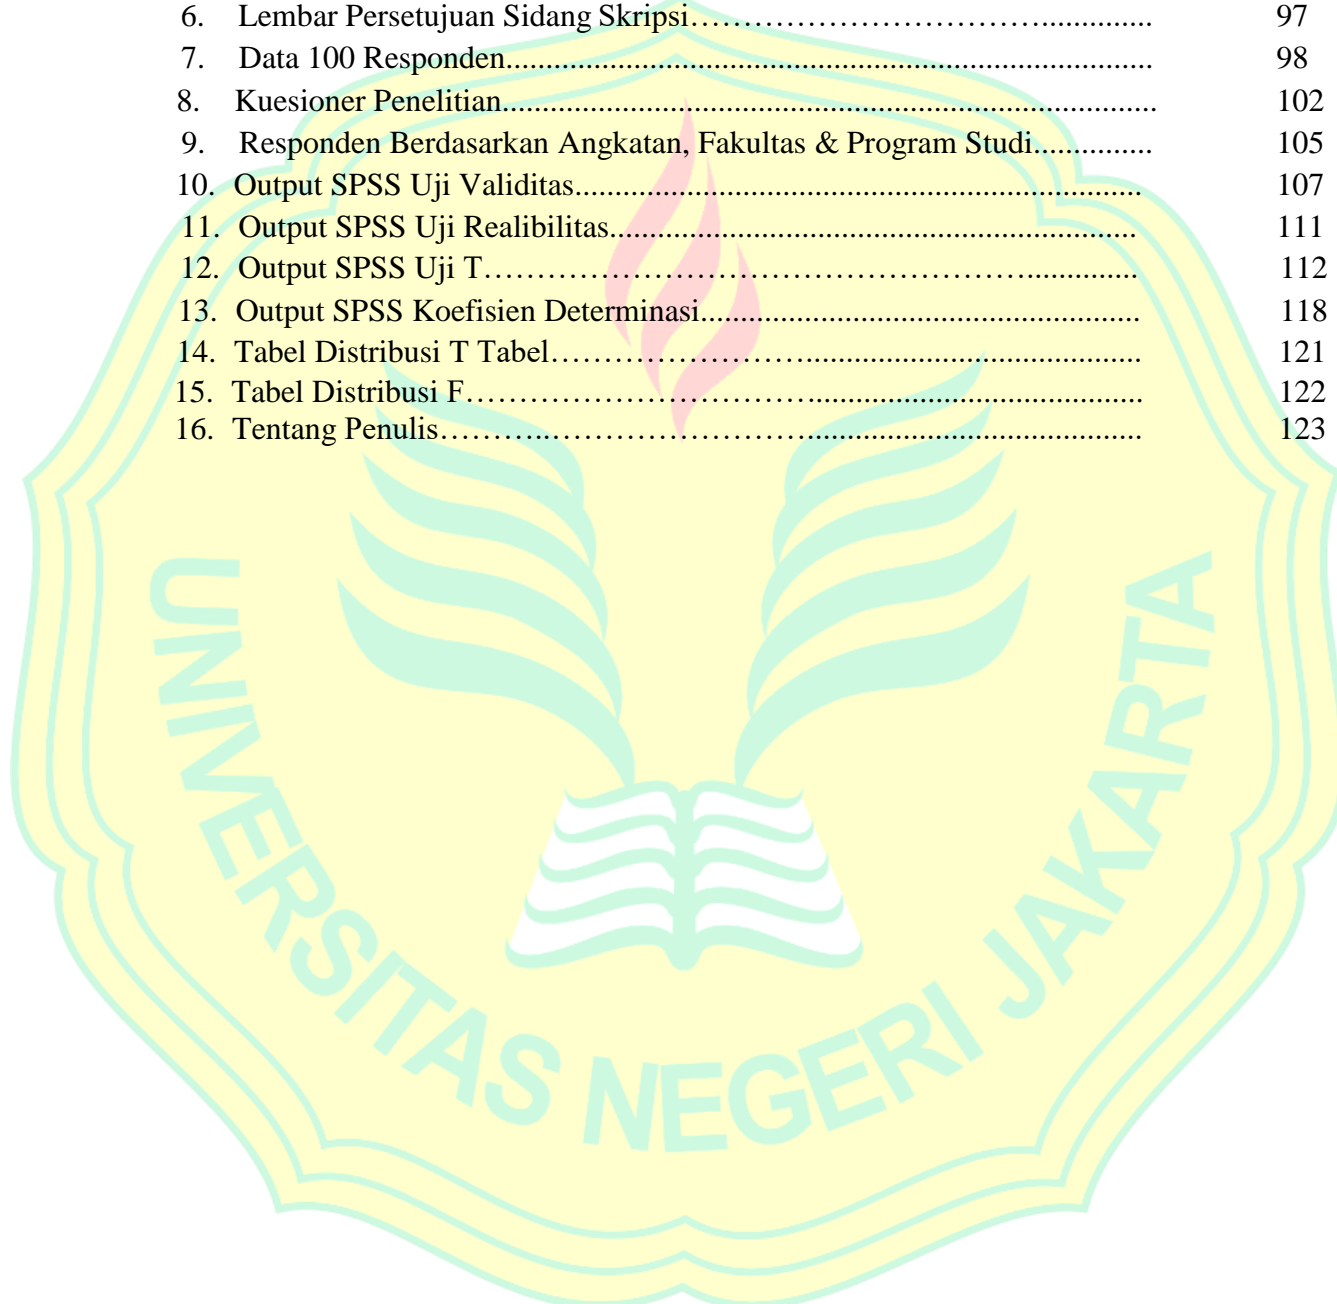 6. Lembar Persetujuan Sidang Skripsi……………………………….............. 97
7. Data 100 Responden................................................................................... 98
8. Kuesioner Penelitian.................................................................................... 102
9. Responden Berdasarkan Angkatan, Fakultas & Program Studi............... 105
10. Output SPSS Uji Validitas......................................................................... 107
11. Output SPSS Uji Realibilitas.................................................................... 111
12. Output SPSS Uji T…………………………………………….............. 112
13. Output SPSS Koefisien Determinasi......................................................... 118
14. Tabel Distribusi T Tabel……………………........................................... 121
15. Tabel Distribusi F……………………………......................................... 122
16. Tentang Penulis………..………………………......................................... 123
UNIVERSITAS NEGERI JAKARTA